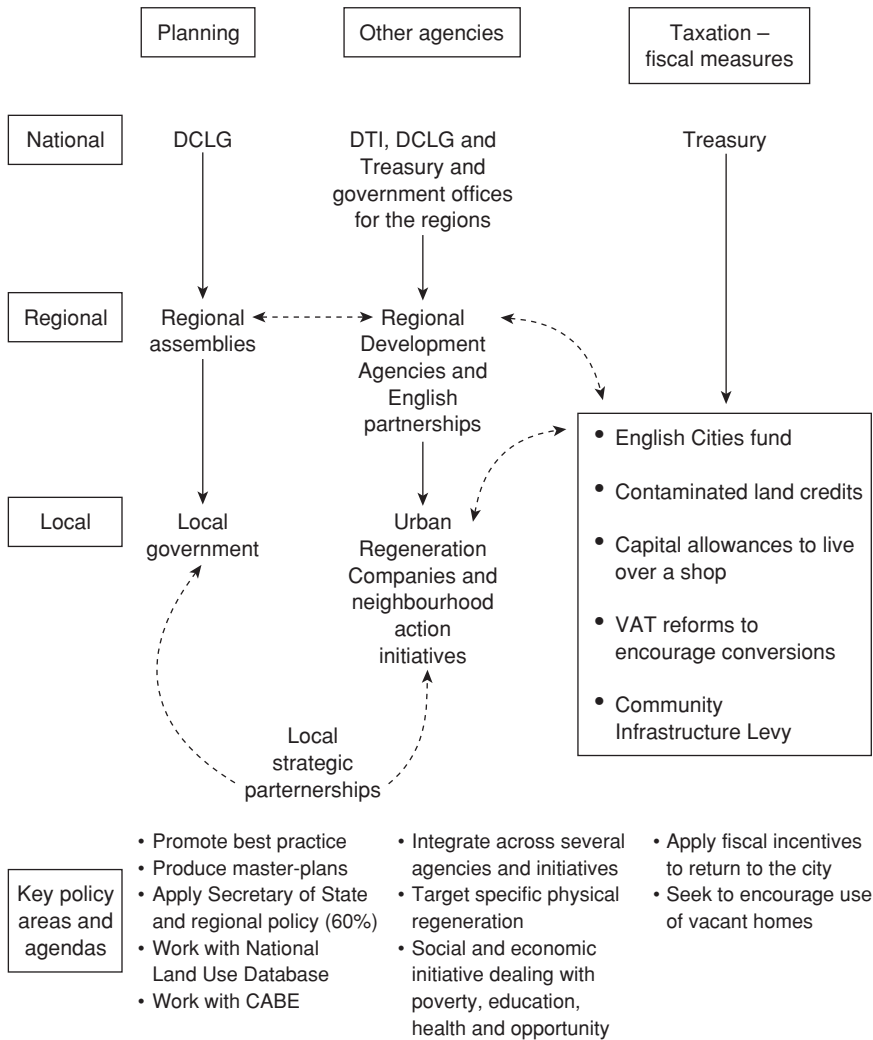 Planning
Other agencies
Taxation –
fiscal measures
National
DCLG
DTI, DCLG and
Treasury and
government offices
for the regions
Treasury
Regional
Regional
assemblies
Regional
Development
Agencies and
English
partnerships
• English Cities fund
• Contaminated land credits
• Capital allowances to live
over a shop
• VAT reforms to
encourage conversions
• Community
Infrastructure Levy
Local
Local
government
Urban
Regeneration
Companies and
neighbourhood
action
initiatives
Local
strategic
parternerships
Key policy
areas and
agendas
• Promote best practice
• Produce master-plans
• Apply Secretary of State
and regional policy (60%)
• Work with National
Land Use Database
• Work with CABE
• Integrate across several
agencies and initiatives
• Target specific physical
regeneration
• Social and economic
initiative dealing with
poverty, education,
health and opportunity
• Apply fiscal incentives
to return to the city
• Seek to encourage use
of vacant homes